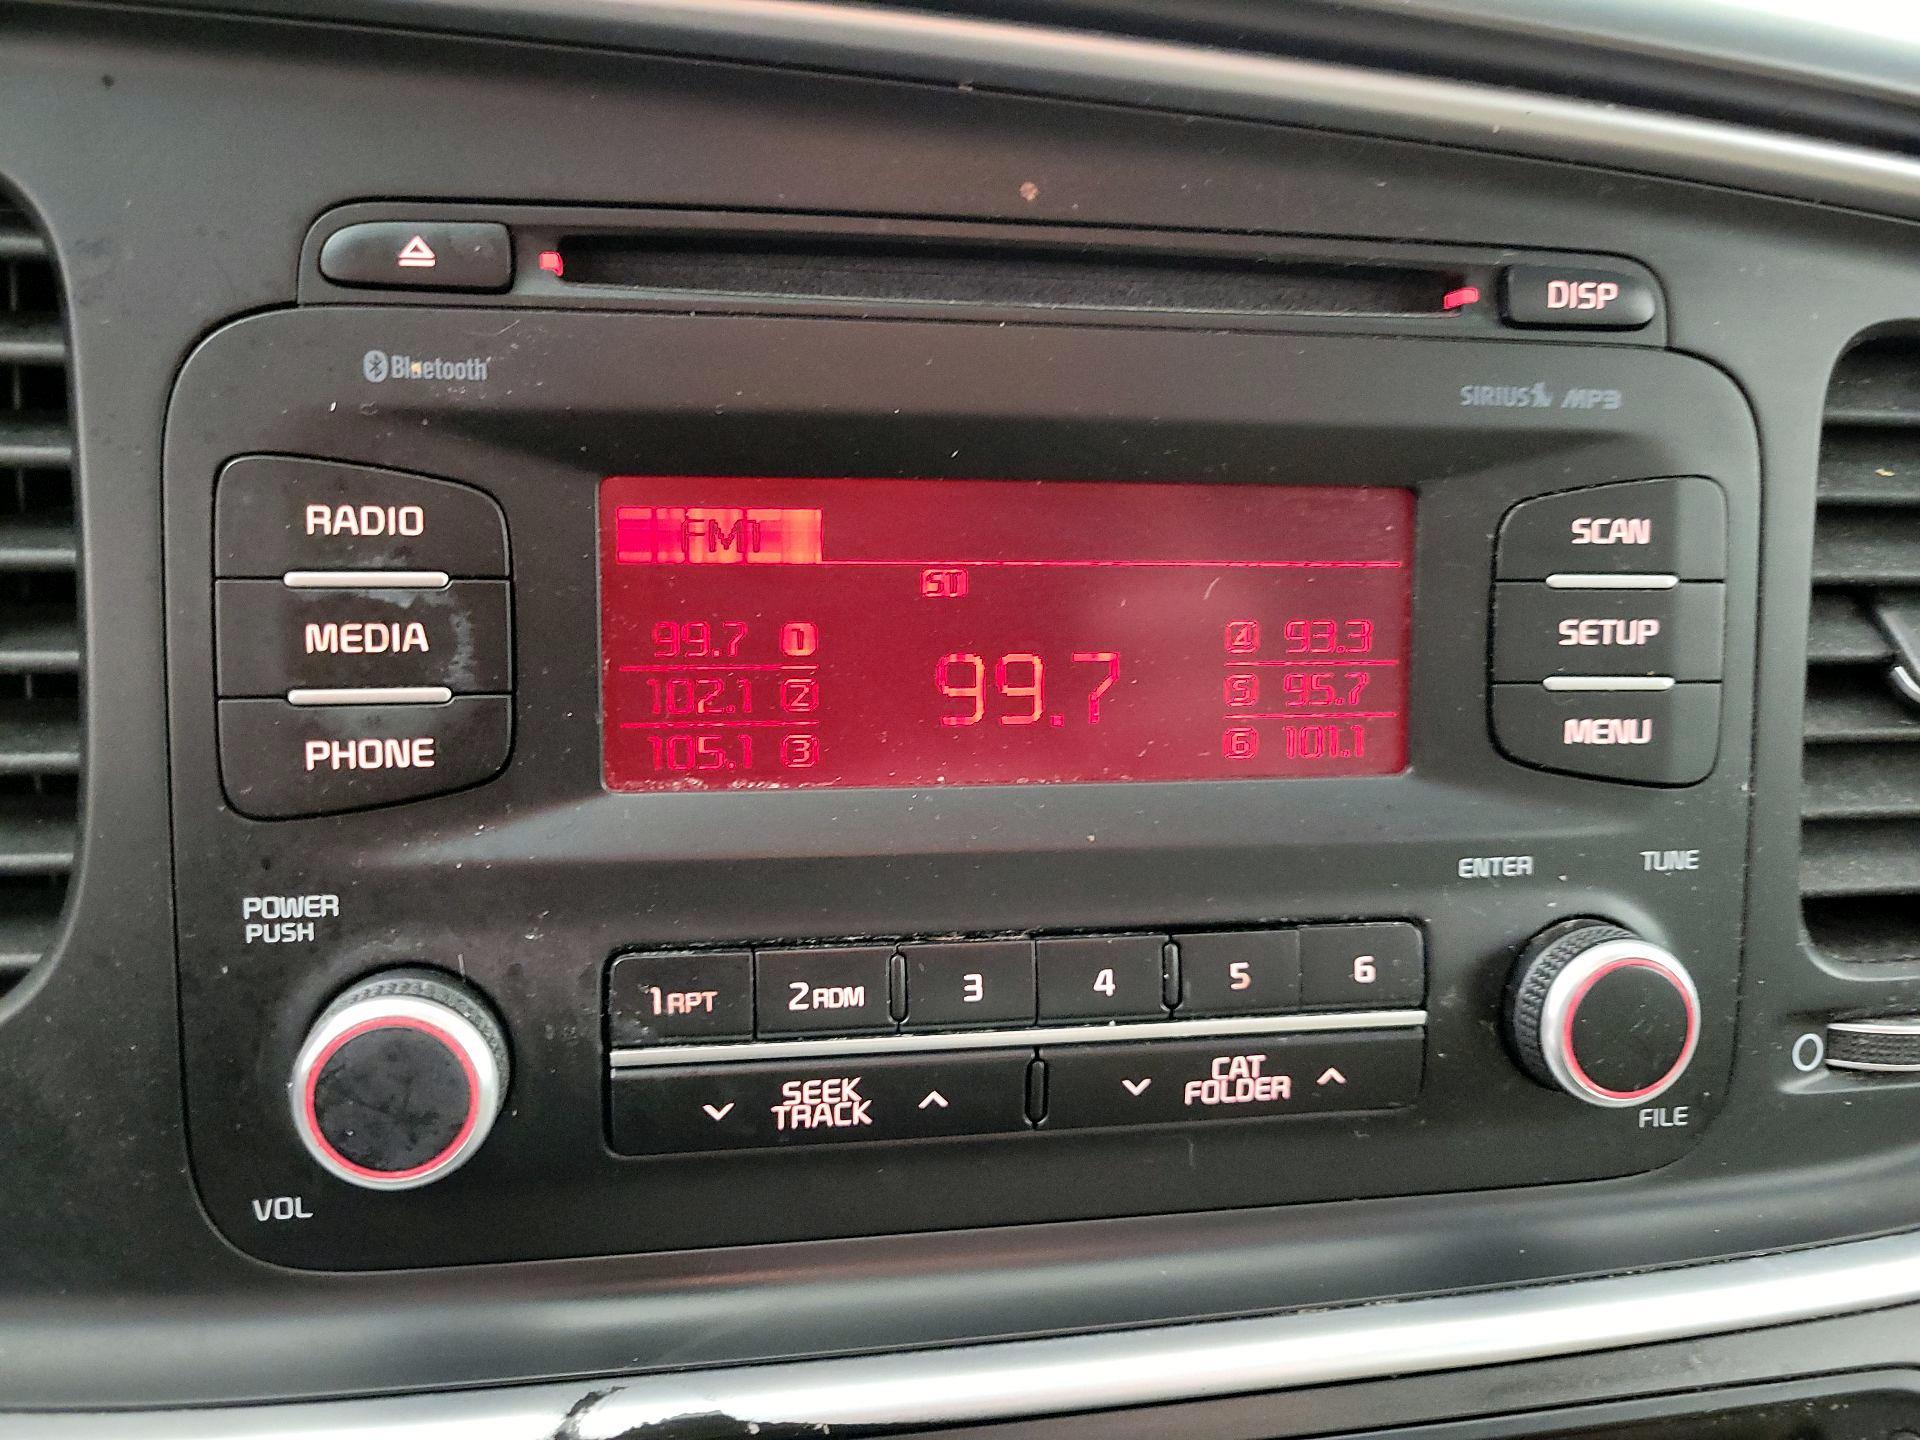 DISP
Bluetooth
SIRIUS MP3
RADIO
MEDIA
PHONE
FM1
ST
99.7 1
102.1 2
105.1 3
99.7
4 93.3
5 95.7
6 101.1
SCAN
SETUP
MENU
POWER
PUSH
VOL
1 RPT
2 RDM
3
4
5
6
SEEK
TRACK
CAT
FOLDER
ENTER
TUNE
FILE
O